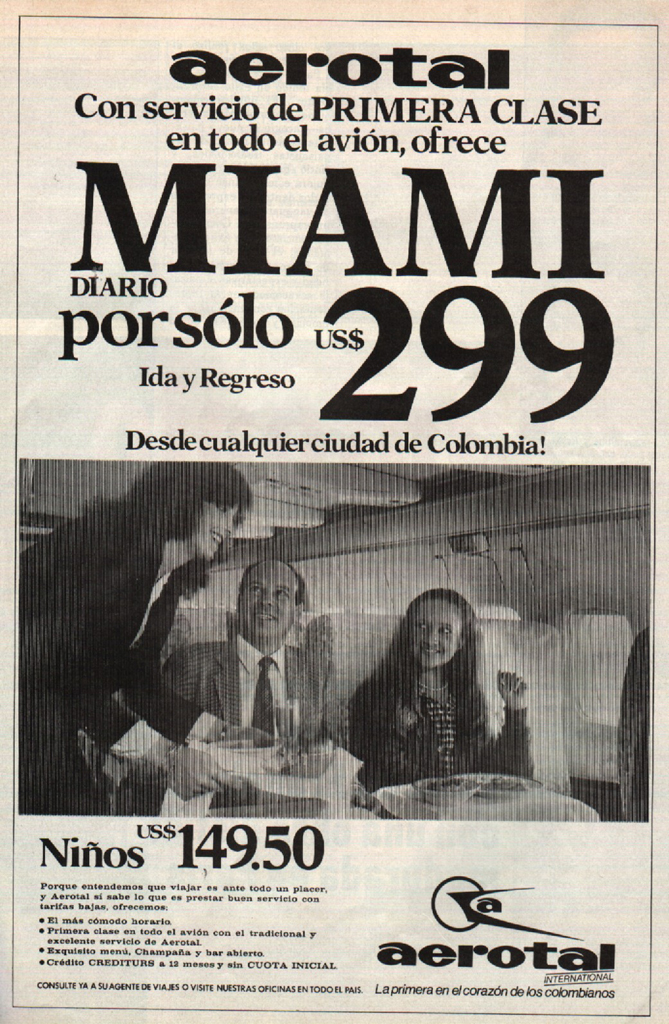 aerotal
Con servicio de PRIMERA CLASE
en todo el avión, ofrece
MIAMI
DIARIO
por sólo US$ 299
Ida y Regreso
Desde cualquier ciudad de Colombia!
Niños US$ 149.50
Porque entendemos que viajar es ante todo un placer,
y Aerotal sí sabe lo que es prestar buen servicio con
tarifas bajas, ofrecemos:
● El más cómodo horario.
● Primera clase en todo el avión con el tradicional y
excelente servicio de Aerotal.
● Exquisito menú, Champaña y bar abierto.
● Crédito CREDITURS a 12 meses y sin CUOTA INICIAL.
CONSULTE YA A SU AGENTE DE VIAJES O VISITE NUESTRAS OFICINAS EN TODO EL PAIS.
a
aerotal
INTERNATIONAL
La primera en el corazón de los colombianos